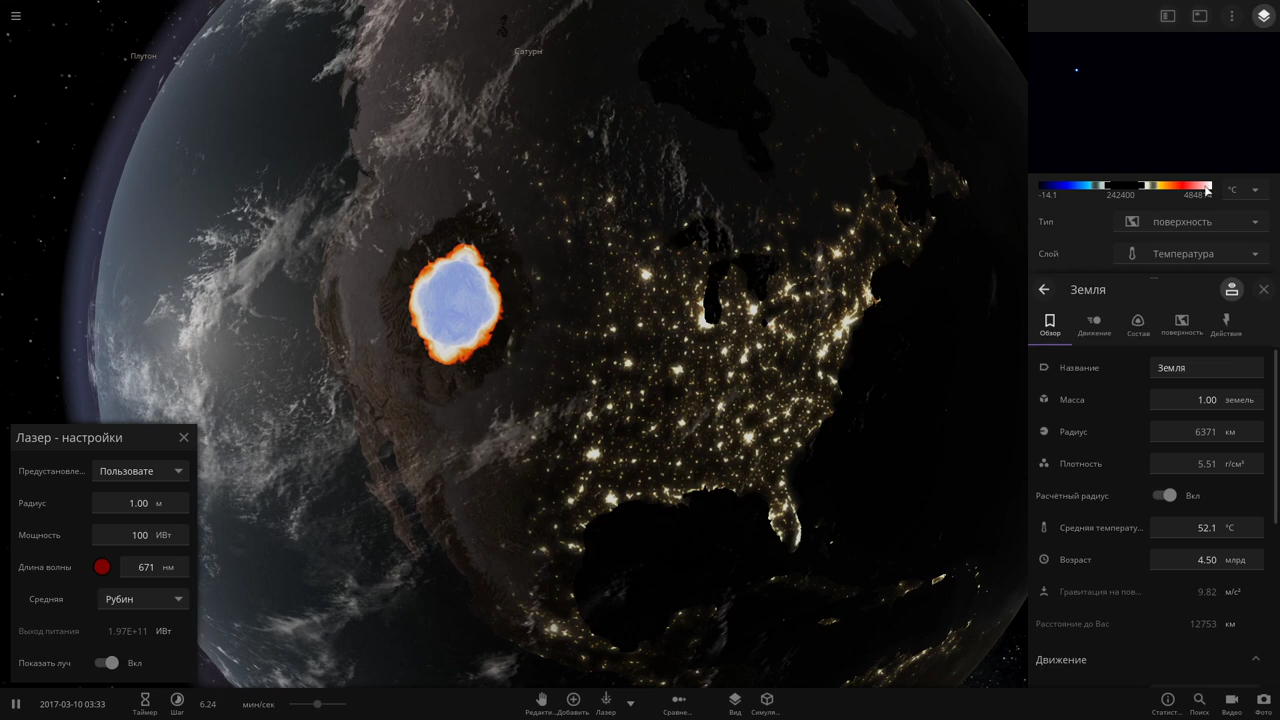 Плутон
Сатурн
-14.1
242400
°C
Тип
поверхность
Слой
Температура
Земля
Обзор
Движение
Состав
поверхность
Действия
Название
Земля
Масса
1.00 земель
Радиус
6371 км
Плотность
5.51 г/см³
Расчётный радиус
Вкл
Средняя температу...
52.1 °C
Возраст
4.50 млрд
Гравитация на пов...
9.82 м/с²
Расстояние до Вас
12753 км
Движение
Лазер - настройки
Предустановле...
Пользовате
Радиус
1.00 м
Мощность
100 ИВт
Длина волны
671 нм
Средняя
Рубин
Выход питания
1.97E+11 ИВт
Показать луч
Вкл
2017-03-10 03:33
Таймер
Шаг
6.24
мин/сек
Редакти...
Добавить
Лазер
Сравне...
Вид
Симуля...
Статист...
Поиск
Видео
Фото